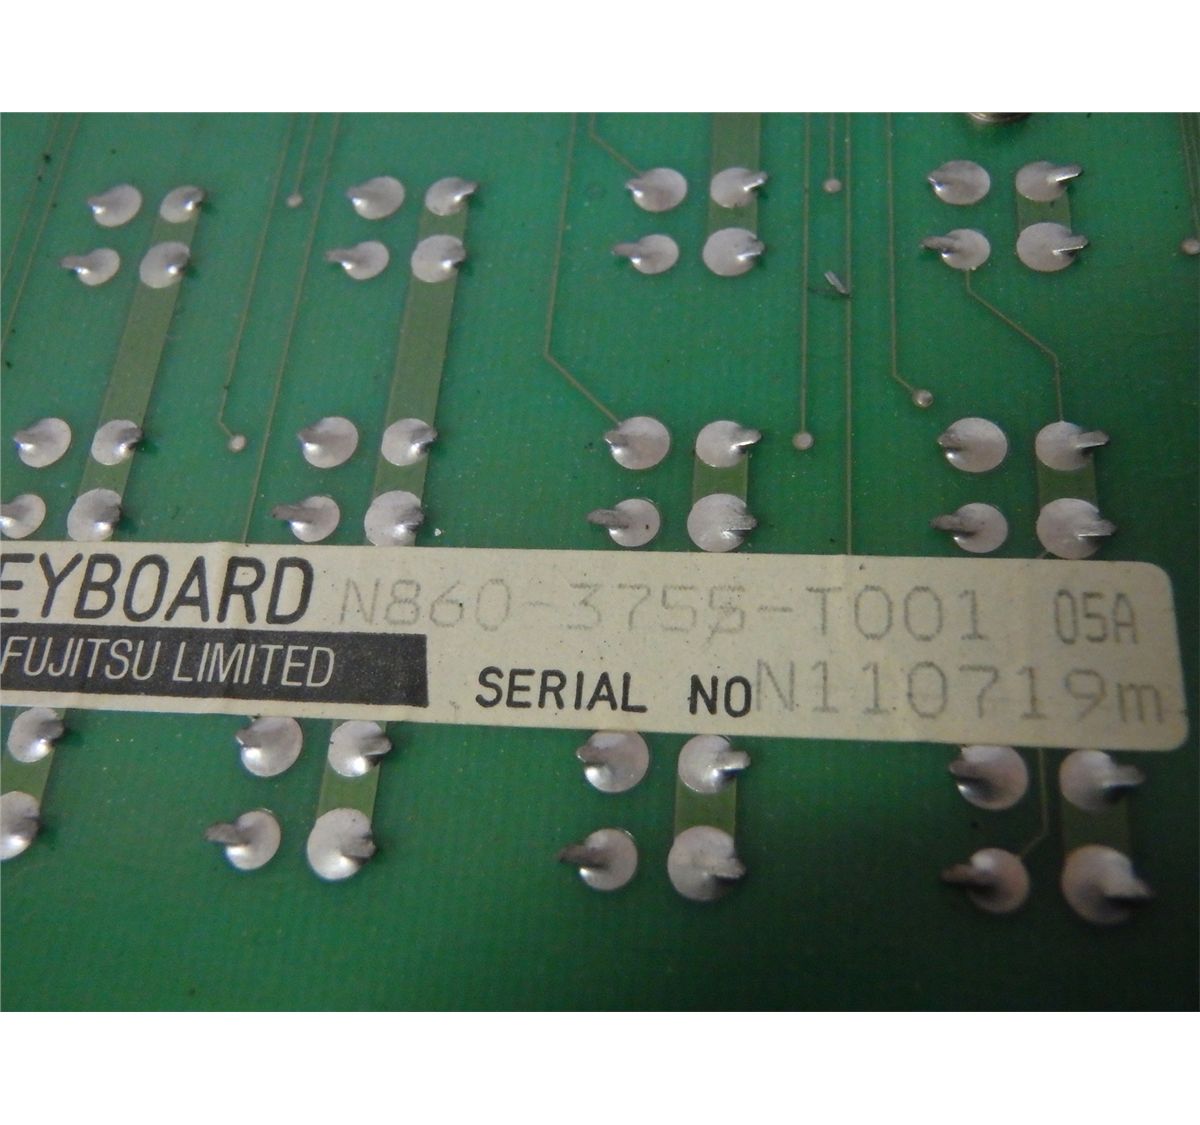 EYBOARD N860-3755-T001 05A
FUJITSU LIMITED
SERIAL NO N110719m